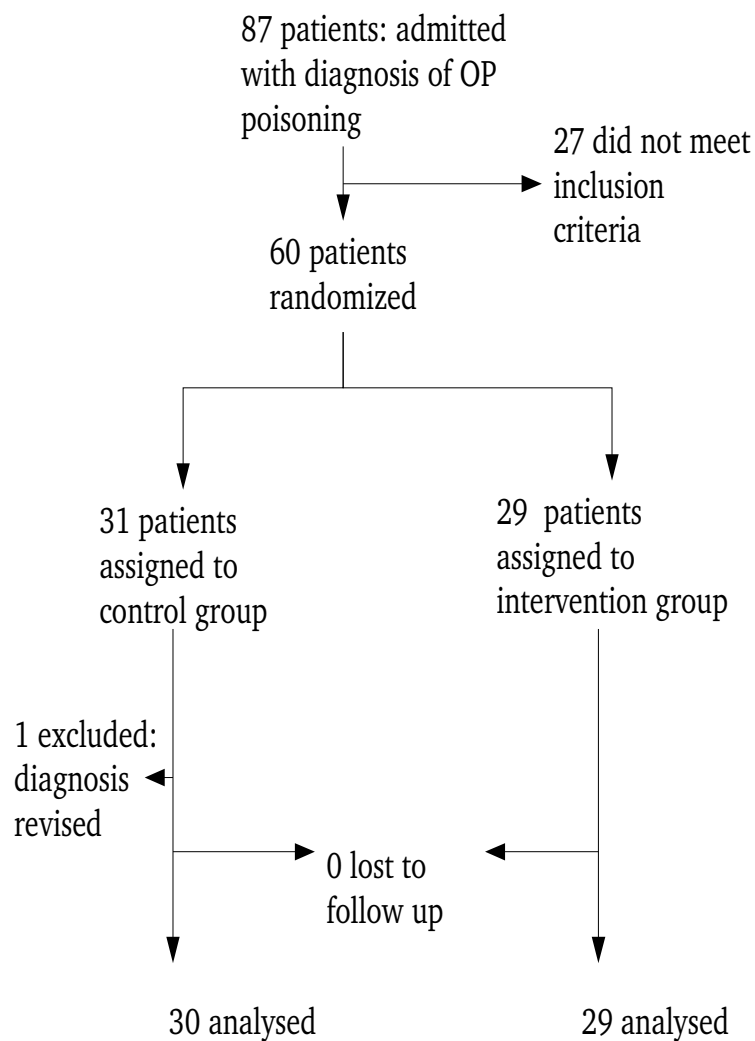 87 patients: admitted
with diagnosis of OP
poisoning
27 did not meet
inclusion
criteria
60 patients
randomized
31 patients
assigned to
control group
29 patients
assigned to
intervention group
1 excluded:
diagnosis
revised
0 lost to
follow up
30 analysed
29 analysed